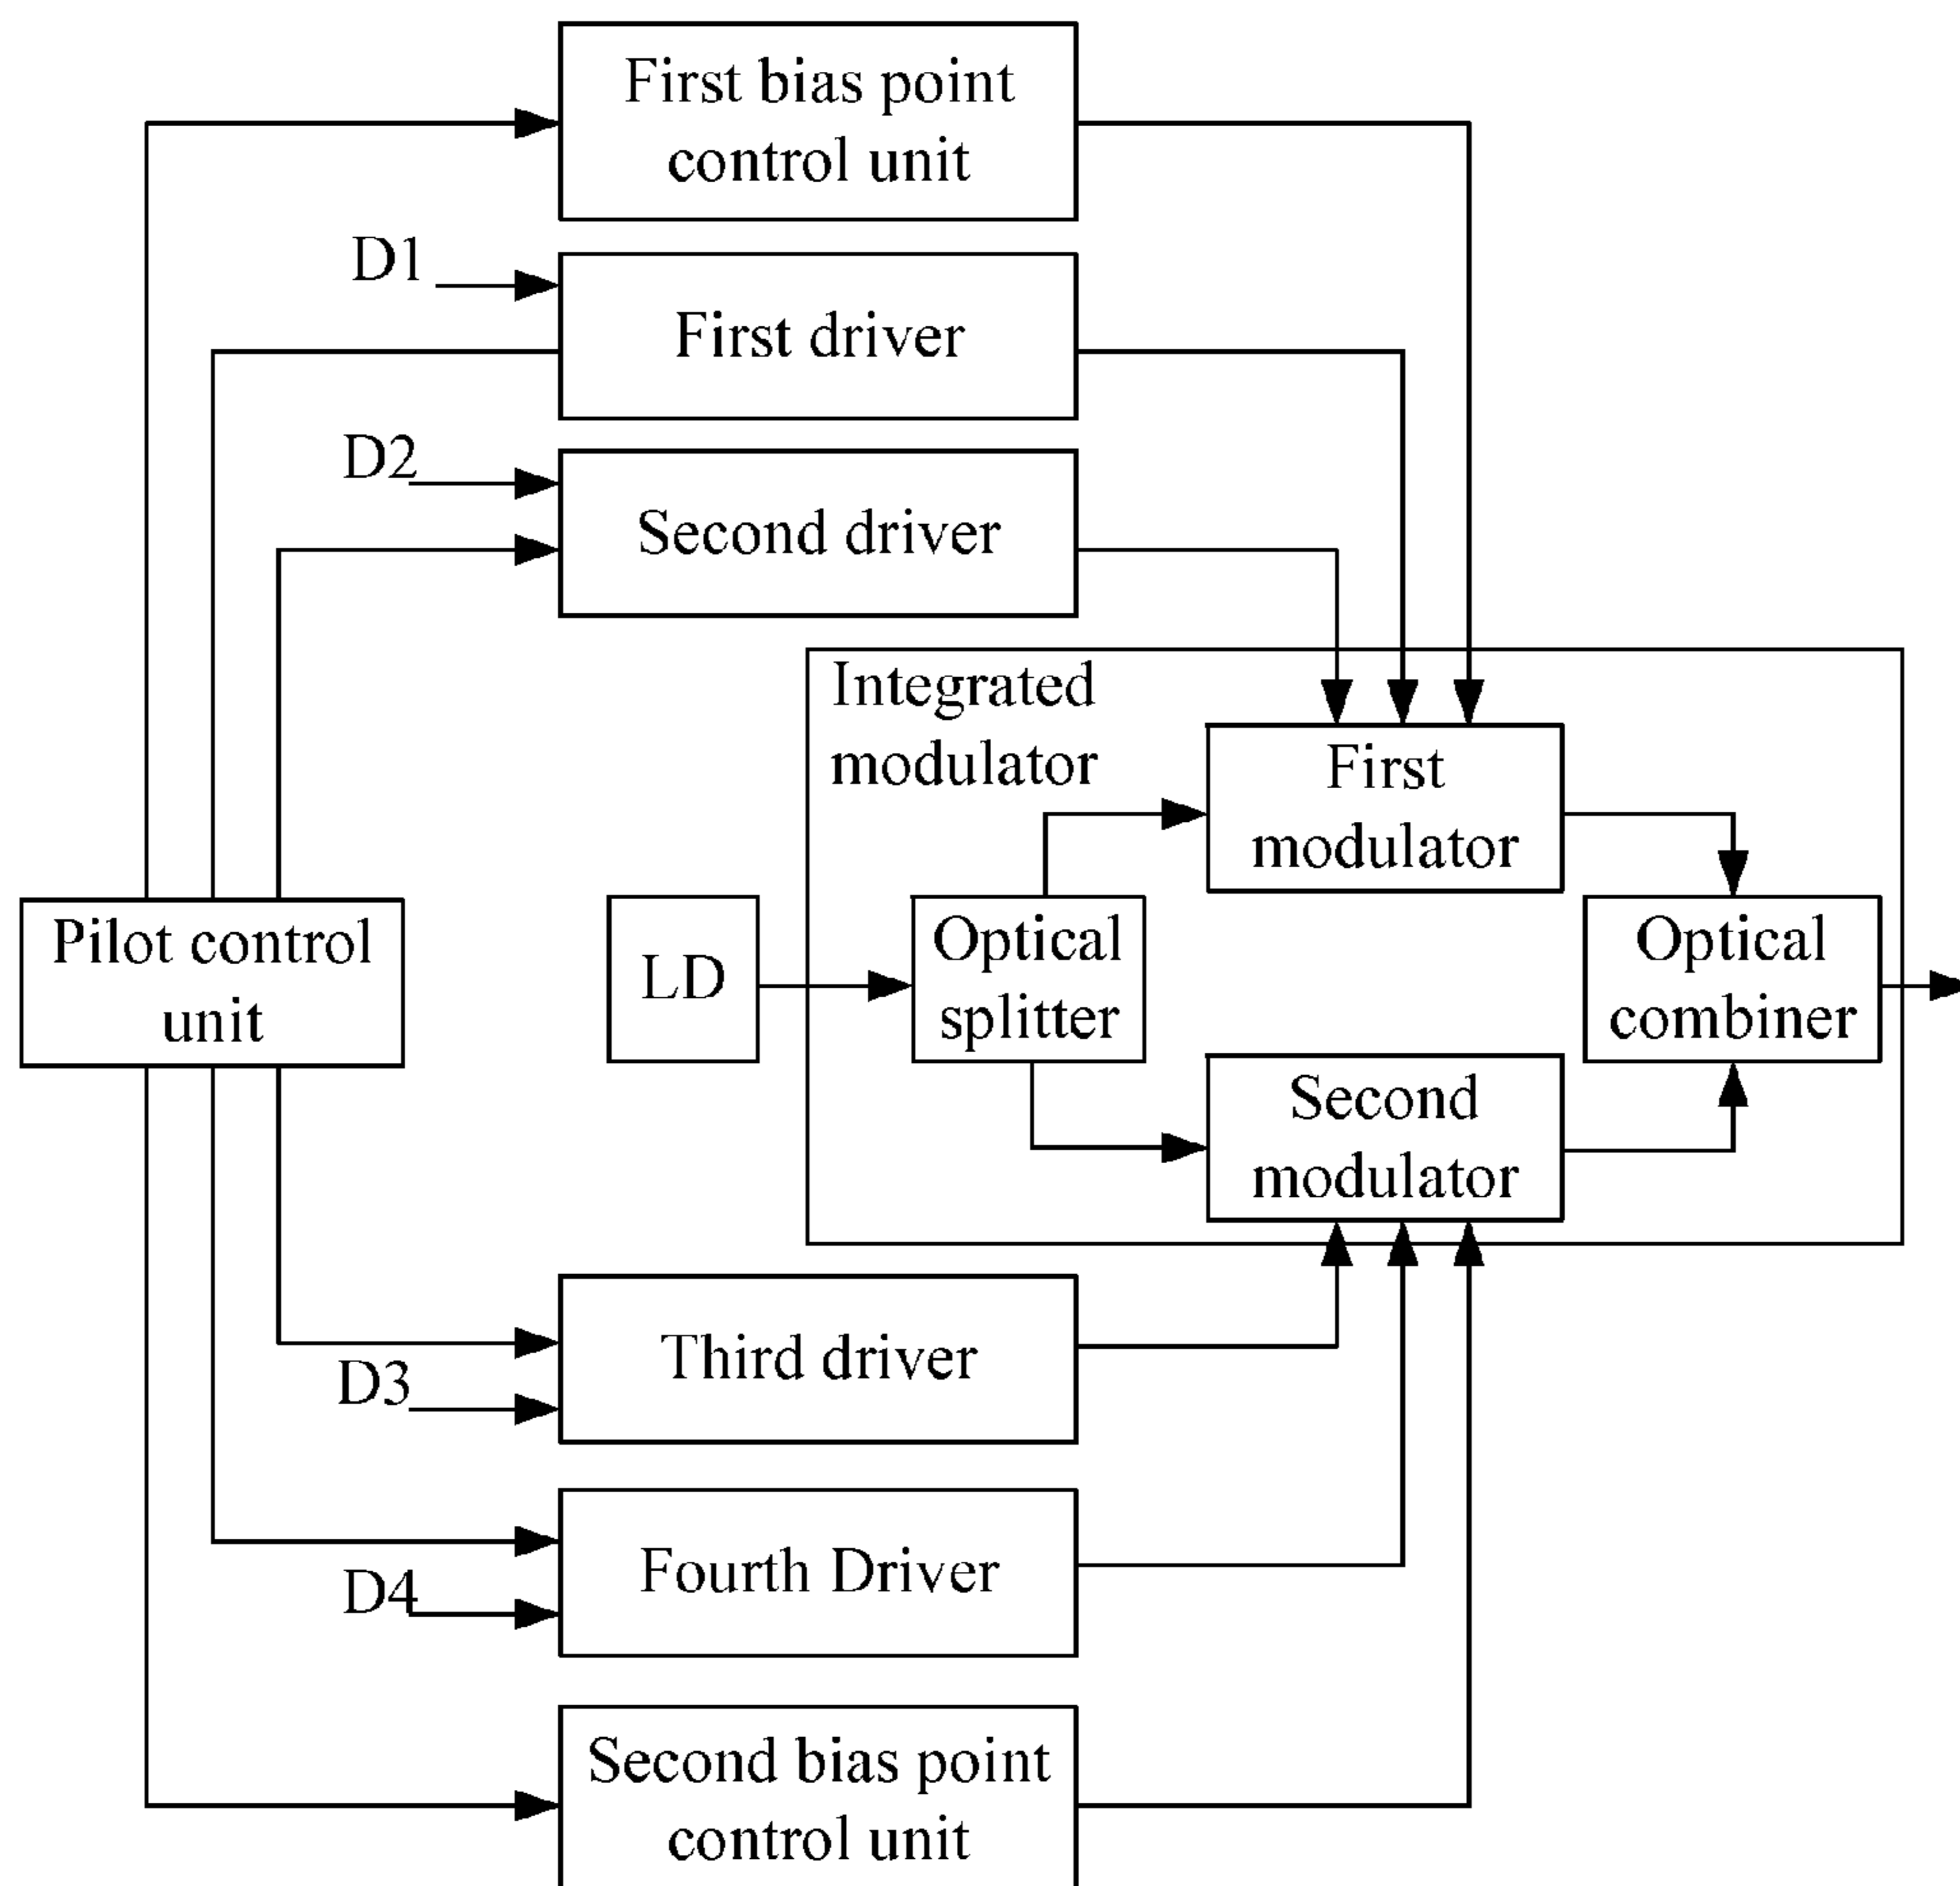 First bias point
control unit
D1
First driver
D2
Second driver
Integrated
modulator
First
modulator
Pilot control
unit
LD
Optical
splitter
Optical
combiner
Second
modulator
Third driver
D3
Fourth Driver
D4
Second bias point
control unit